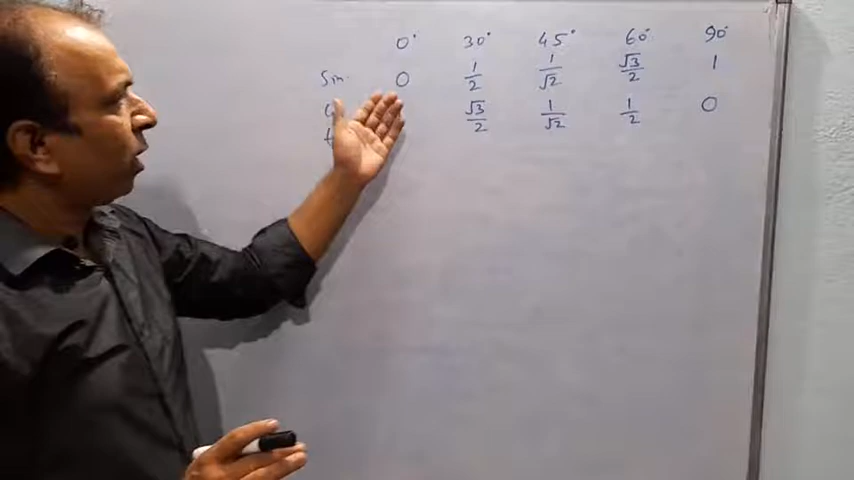 0° 30° 45° 60° 90°
Sin 0 1/2 1/√2 √3/2 1
√3/2 1/√2 1/2 0